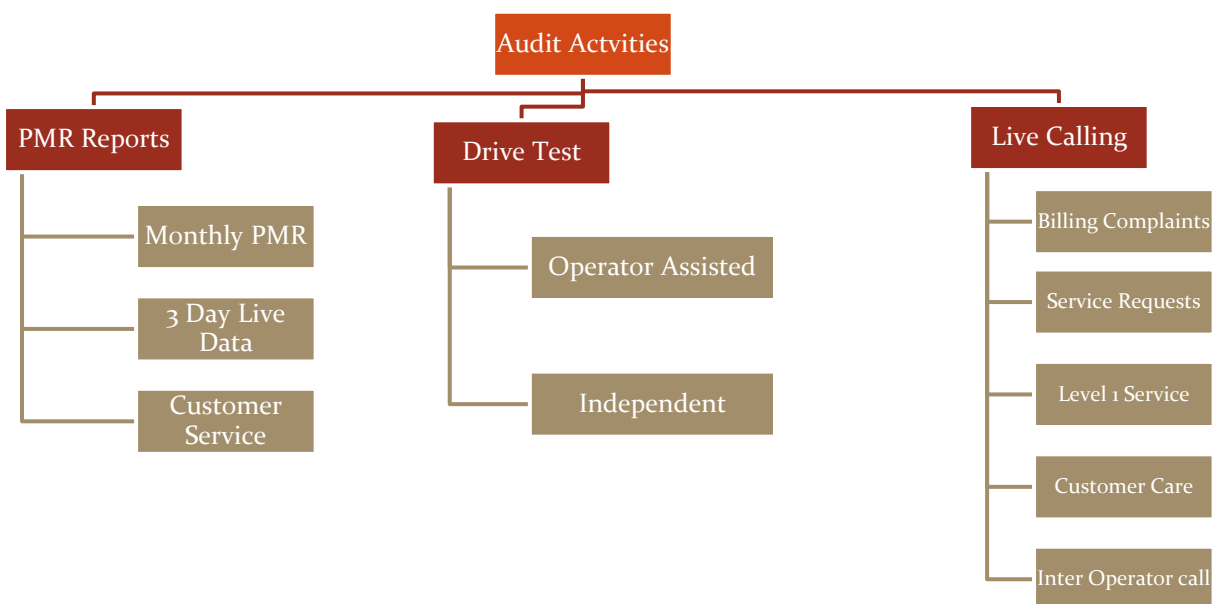 Audit Actvities
PMR Reports
Monthly PMR
3 Day Live
Data
Customer
Service
Drive Test
Operator Assisted
Independent
Live Calling
Billing Complaints
Service Requests
Level 1 Service
Customer Care
Inter Operator call